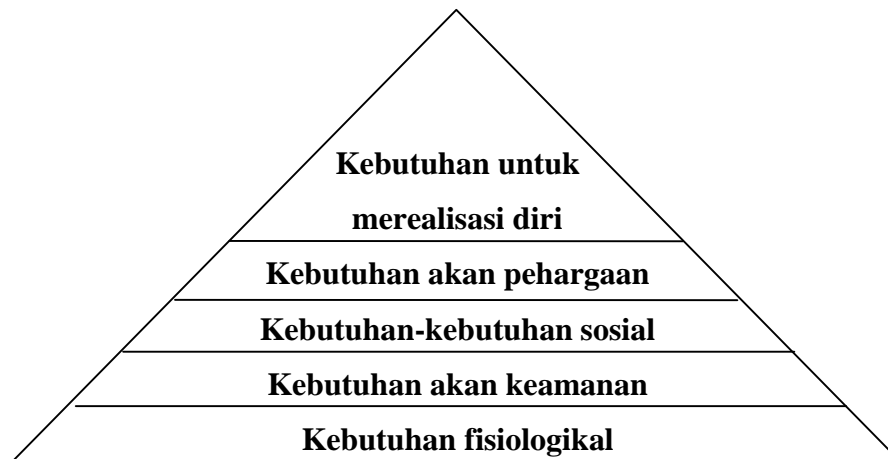 Kebutuhan untuk
merealisasi diri
Kebutuhan akan pehargaan
Kebutuhan-kebutuhan sosial
Kebutuhan akan keamanan
Kebutuhan fisiologikal